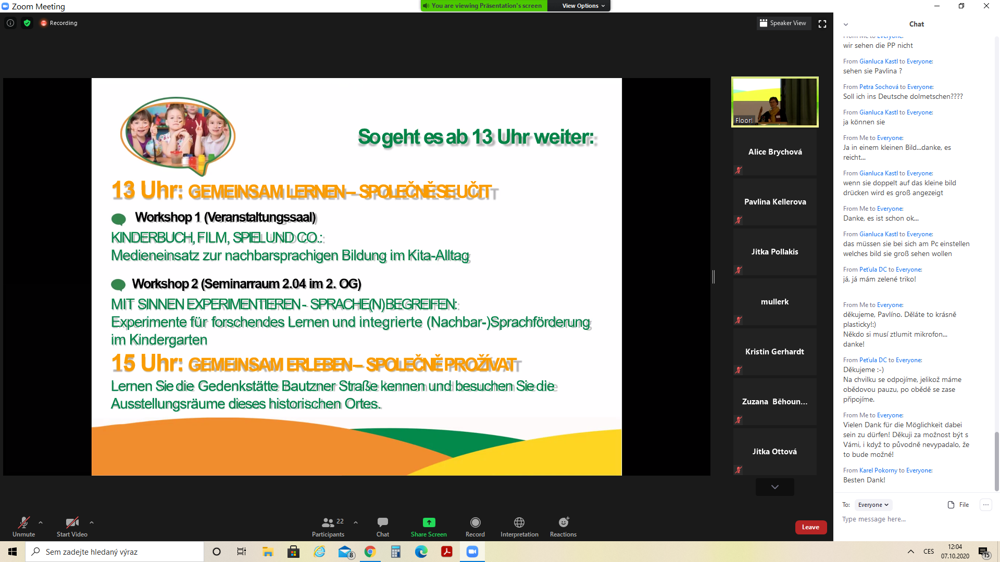 Zoom Meeting
You are viewing Präsentation's screen
View Options
Recording
Speaker View
So geht es ab 13 Uhr weiter:
13 Uhr: GEMEINSAM LERNEN – SPOLEČNĚ SE UČIT
Workshop 1 (Veranstaltungssaal)
KINDERBUCH, FILM, SPIEL UND CO.:
Medieneinsatz zur nachbarsprachigen Bildung im Kita-Alltag
Workshop 2 (Seminarraum 2.04 im 2. OG)
MIT SINNEN EXPERIMENTIEREN - SPRACHE(N) BEGREIFEN:
Experimente für forschendes Lernen und integrierte (Nachbar-)Sprachförderung
im Kindergarten
15 Uhr: GEMEINSAM ERLEBEN – SPOLEČNĚ PROŽÍVAT
Lernen Sie die Gedenkstätte Bautzner Straße kennen und besuchen Sie die
Ausstellungsräume dieses historischen Ortes.
Floor!
Alice Brychová
Pavlina Kellerova
Jitka Pollakis
mullerk
Kristin Gerhardt
Zuzana Běhoun...
Jitka Ottová
Chat
From Me to Everyone:
wir sehen die PP nicht
From Gianluca Kastl to Everyone:
sehen sie Pavlina ?
From Petra Sochová to Everyone:
Soll ich ins Deutsche dolmetschen????
From Gianluca Kastl to Everyone:
ja können sie
From Me to Everyone:
Ja in einem kleinen Bild...danke, es
reicht...
From Gianluca Kastl to Everyone:
wenn sie doppelt auf das kleine bild
drücken wird es groß angezeigt
From Me to Everyone:
Danke, es ist schon ok...
From Gianluca Kastl to Everyone:
das müssen sie bei sich am Pc einstellen
welches bild sie groß sehen wollen
From Peťula DC to Everyone:
já, já mám zelené triko!
From Me to Everyone:
děkujeme, Pavlíno. Děláte to krásně
plasticky!:)
Někdo si musí ztlumit mikrofon...
danke!
From Peťula DC to Everyone:
Děkujeme :-)
Na chvilku se odpojíme, jelikož máme
obědovou pauzu, po obědě se zase
připojíme.
From Me to Everyone:
Vielen Dank für die Möglichkeit dabei
sein zu dürfen! Děkuji za možnost být s
Vámi, i když to původně nevypadalo, že
to bude možné!
From Karel Pokorny to Everyone:
Besten Dank!
To: Everyone
File
Type message here...
Unmute
Start Video
22
Participants
Chat
Share Screen
Record
Interpretation
Reactions
Leave
Sem zadejte hledaný výraz
8
CES
12:04
07.10.2020
15